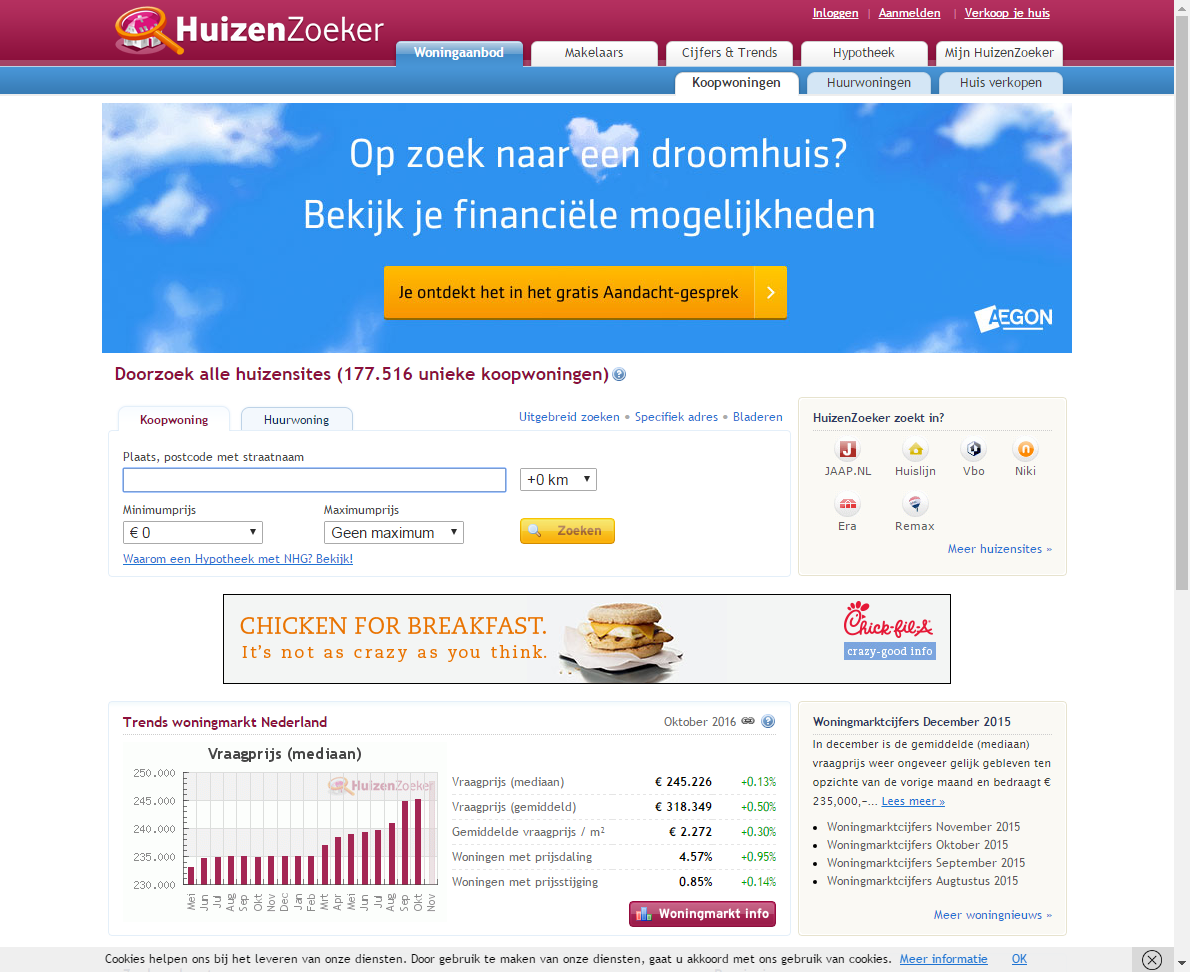 HuizenZoeker
Inloggen | Aanmelden | Verkoop je huis
Woningaanbod Makelaars Cijfers & Trends Hypotheek Mijn HuizenZoeker
Koopwoningen Huurwoningen Huis verkopen
Op zoek naar een droomhuis?
Bekijk je financiële mogelijkheden
Je ontdekt het in het gratis Aandacht-gesprek
AEGON
Doorzoek alle huizensites (177.516 unieke koopwoningen)
Koopwoning Huurwoning
Uitgebreid zoeken • Specifiek adres • Bladeren
Plaats, postcode met straatnaam
+0 km
Minimumprijs Maximumprijs
€ 0 Geen maximum Zoeken
Waarom een Hypotheek met NHG? Bekijk!
HuizenZoeker zoekt in?
JAAP.NL Huislijn Vbo Niki
Era Remax
Meer huizensites »
CHICKEN FOR BREAKFAST.
It's not as crazy as you think.
Chick-fil-A
crazy-good info
Trends woningmarkt Nederland
Oktober 2016
Vraagprijs (mediaan)
HuizenZoeker
250.000
245.000
240.000
235.000
230.000
Mei Jun Jul Aug Sep Okt Nov Dec Jan Feb Mrt Apr Mei Jun Jul Aug Sep Okt Nov
Vraagprijs (mediaan) € 245.226 +0.13%
Vraagprijs (gemiddeld) € 318.349 +0.50%
Gemiddelde vraagprijs / m² € 2.272 +0.30%
Woningen met prijsdaling 4.57% +0.95%
Woningen met prijsstijging 0.85% +0.14%
Woningmarkt info
Woningmarktcijfers December 2015
In december is de gemiddelde (mediaan)
vraagprijs weer ongeveer gelijk gebleven ten
opzichte van de vorige maand en bedraagt €
235,000,-... Lees meer »
Woningmarktcijfers November 2015
Woningmarktcijfers Oktober 2015
Woningmarktcijfers September 2015
Woningmarktcijfers Augtustus 2015
Meer woningnieuws »
Cookies helpen ons bij het leveren van onze diensten. Door gebruik te maken van onze diensten, gaat u akkoord met ons gebruik van cookies. Meer informatie OK